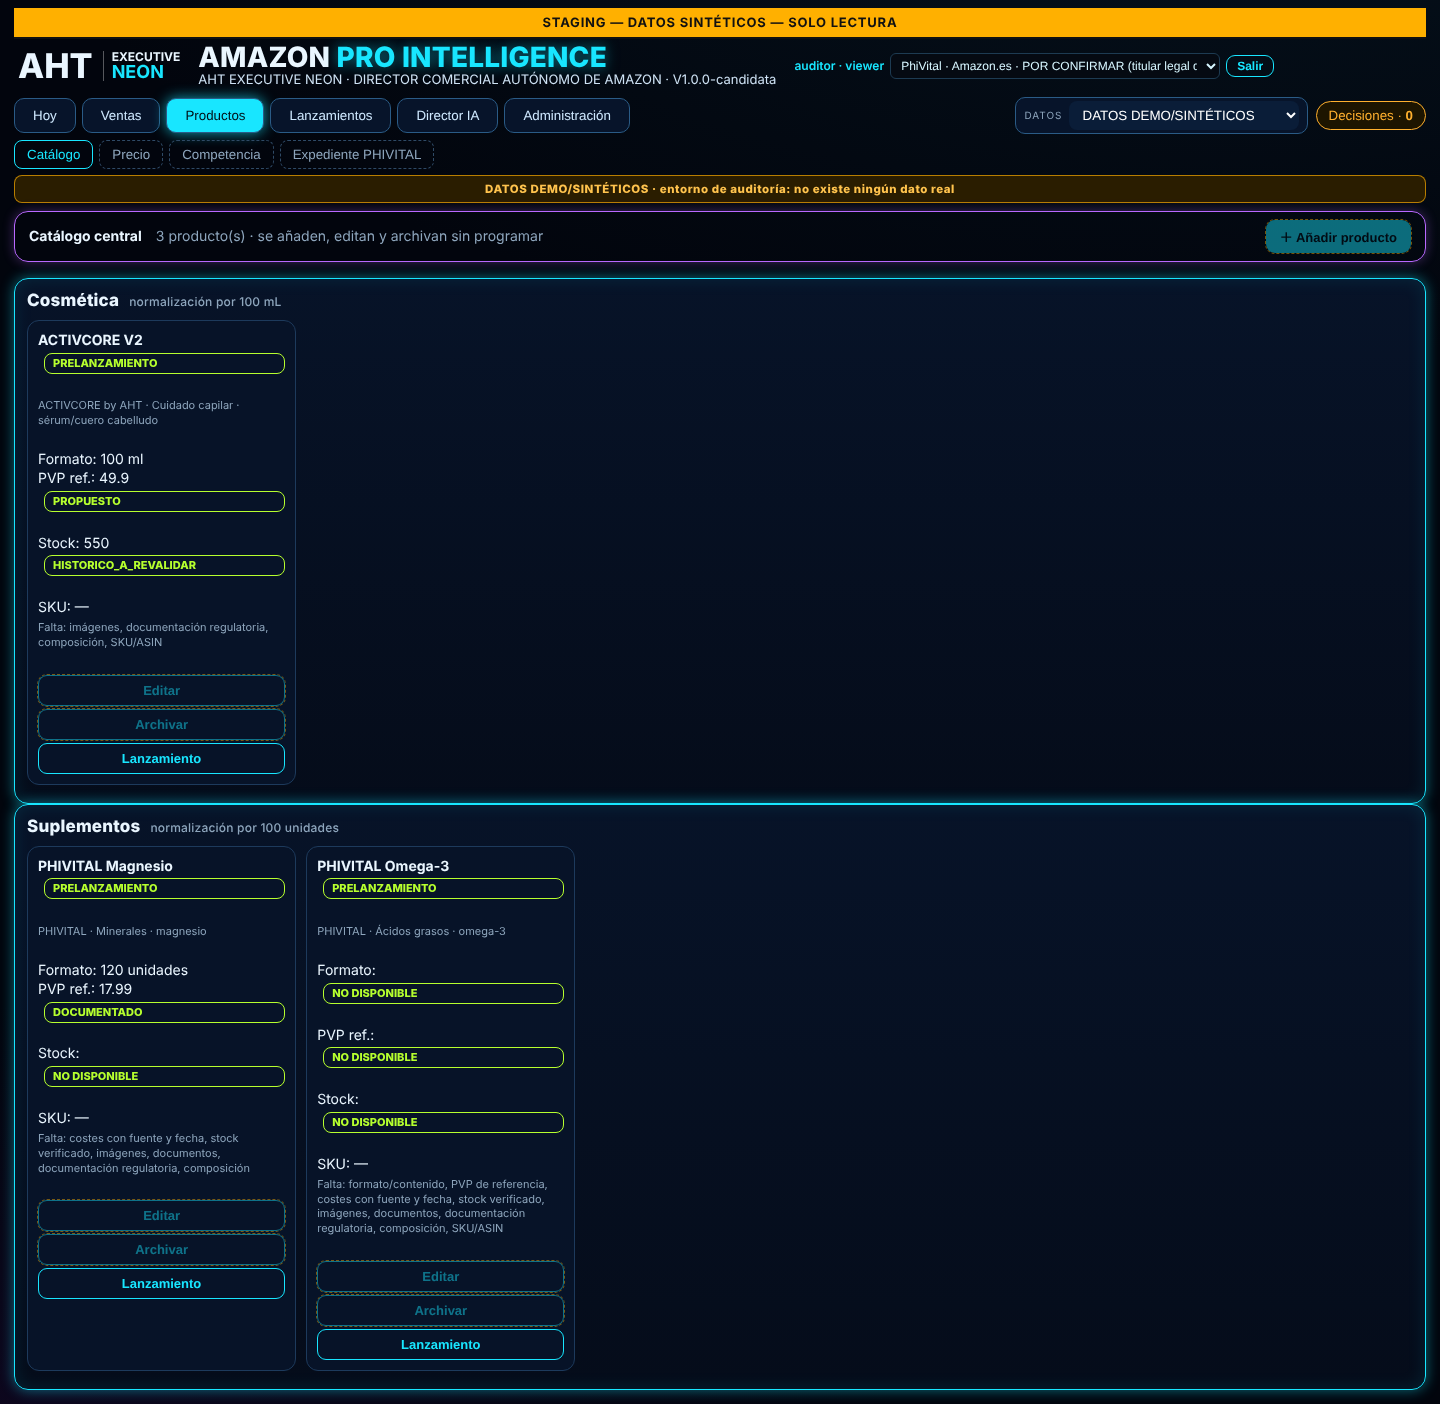 STAGING — DATOS SINTÉTICOS — SOLO LECTURA
AHT
EXECUTIVE
NEON
AMAZON PRO INTELLIGENCE
AHT EXECUTIVE NEON · DIRECTOR COMERCIAL AUTÓNOMO DE AMAZON · V1.0.0-candidata
auditor · viewer
PhiVital · Amazon.es · POR CONFIRMAR (titular legal c
Salir
Hoy
Ventas
Productos
Lanzamientos
Director IA
Administración
DATOS
DATOS DEMO/SINTÉTICOS
Decisiones · 0
Catálogo
Precio
Competencia
Expediente PHIVITAL
DATOS DEMO/SINTÉTICOS · entorno de auditoría: no existe ningún dato real
Catálogo central
3 producto(s) · se añaden, editan y archivan sin programar
+ Añadir producto
Cosmética
normalización por 100 mL
ACTIVCORE V2
PRELANZAMIENTO
ACTIVCORE by AHT · Cuidado capilar ·
sérum/cuero cabelludo
Formato: 100 ml
PVP ref.: 49.9
PROPUESTO
Stock: 550
HISTORICO_A_REVALIDAR
SKU: —
Falta: imágenes, documentación regulatoria,
composición, SKU/ASIN
Editar
Archivar
Lanzamiento
Suplementos
normalización por 100 unidades
PHIVITAL Magnesio
PRELANZAMIENTO
PHIVITAL · Minerales · magnesio
Formato: 120 unidades
PVP ref.: 17.99
DOCUMENTADO
Stock:
NO DISPONIBLE
SKU: —
Falta: costes con fuente y fecha, stock
verificado, imágenes, documentos,
documentación regulatoria, composición
Editar
Archivar
Lanzamiento
PHIVITAL Omega-3
PRELANZAMIENTO
PHIVITAL · Ácidos grasos · omega-3
Formato:
NO DISPONIBLE
PVP ref.:
NO DISPONIBLE
Stock:
NO DISPONIBLE
SKU: —
Falta: formato/contenido, PVP de referencia,
costes con fuente y fecha, stock verificado,
imágenes, documentos, documentación
regulatoria, composición, SKU/ASIN
Editar
Archivar
Lanzamiento